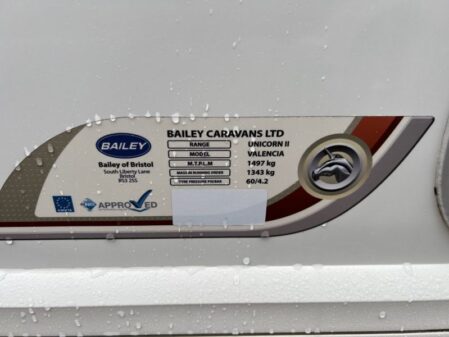 BAILEY CARAVANS LTD
RANGE UNICORN II
MODEL VALENCIA
M.T.P.L.M 1497 kg
MASS IN RUNNING ORDER 1343 kg
TYRE PRESSURE PSI/BAR 60/4.2
BAILEY
Bailey of Bristol
South Liberty Lane
Bristol
BS3 2SS
APPROVED